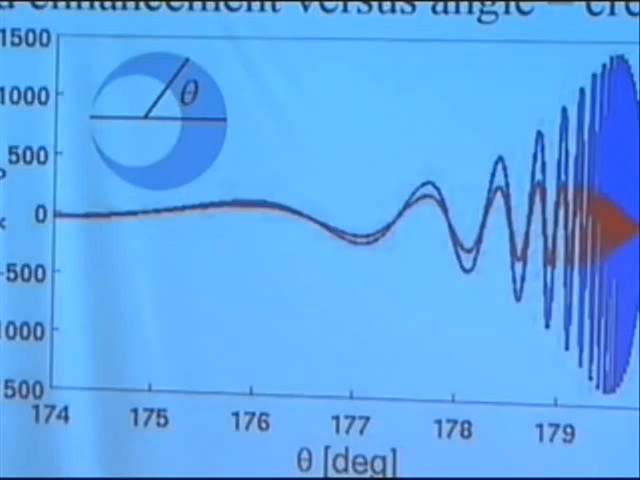 enhancement versus angle –
1500
1000
500
0
-500
1000
500
θ
174 175 176 177 178 179
θ [deg]